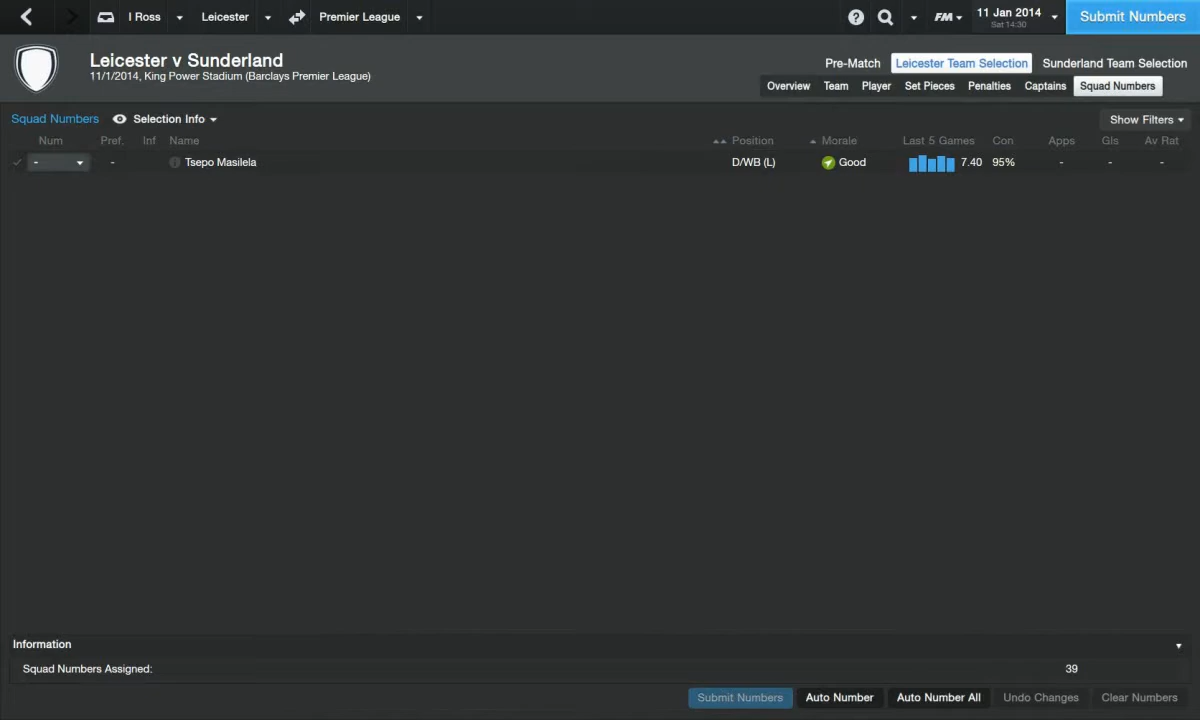 I Ross Leicester Premier League FM 11 Jan 2014 Submit Numbers
Sat 14:30
Leicester v Sunderland
11/1/2014, King Power Stadium (Barclays Premier League)
Pre-Match Leicester Team Selection Sunderland Team Selection
Overview Team Player Set Pieces Penalties Captains Squad Numbers
Squad Numbers Selection Info Show Filters
Num Pref. Inf Name Position Morale Last 5 Games Con Apps Gls Av Rat
- - Tsepo Masilela D/WB (L) Good 7.40 95% - - -
Information
Squad Numbers Assigned: 39
Submit Numbers Auto Number Auto Number All Undo Changes Clear Numbers